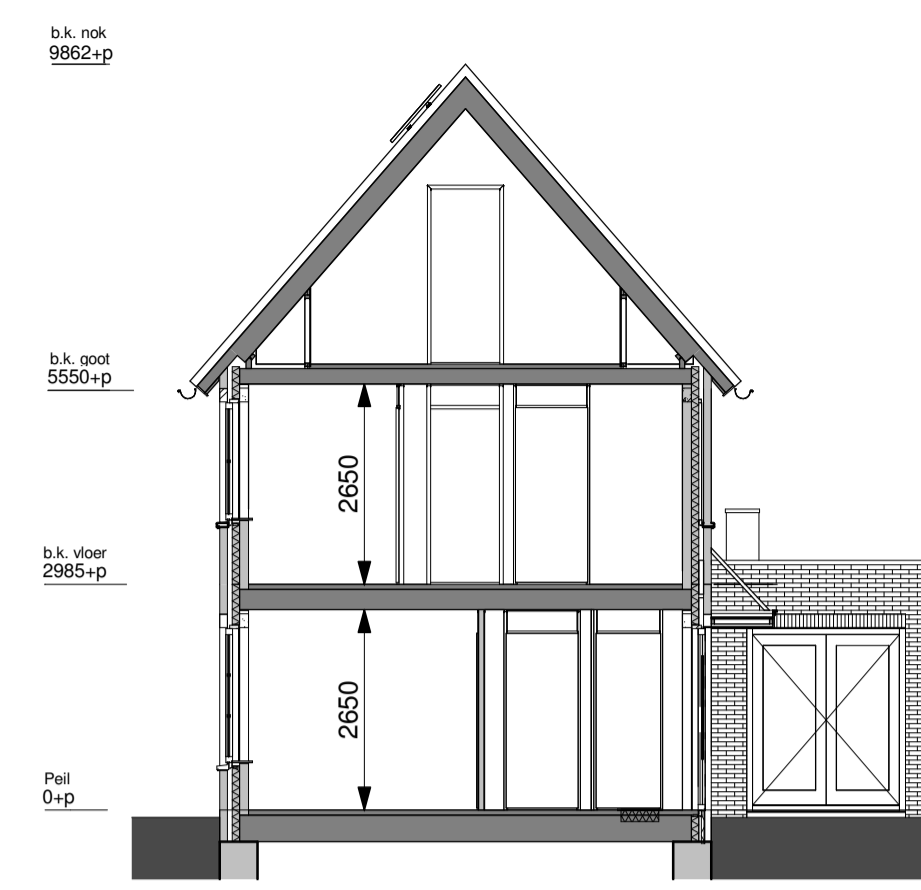 b.k. nok
9862+p
b.k. goot
5550+p
2650
b.k. vloer
2985+p
2650
Peil
0+p